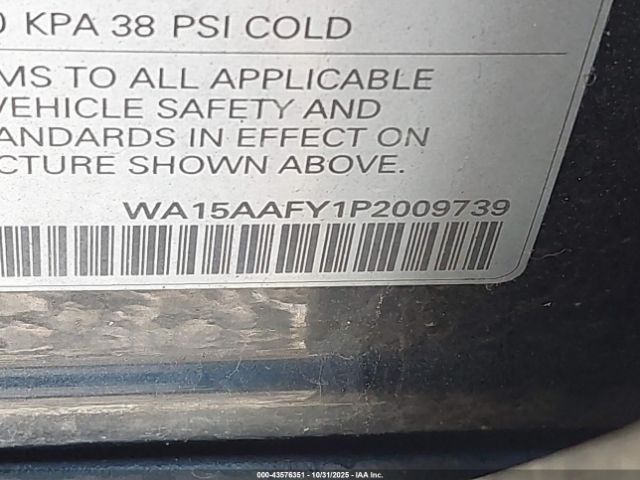 0 KPA 38 PSI COLD
MS TO ALL APPLICABLE
VEHICLE SAFETY AND
ANDARDS IN EFFECT ON
CTURE SHOWN ABOVE.
WA15AAFY1P2009739
000-43576351 - 10/31/2025 - IAA Inc.